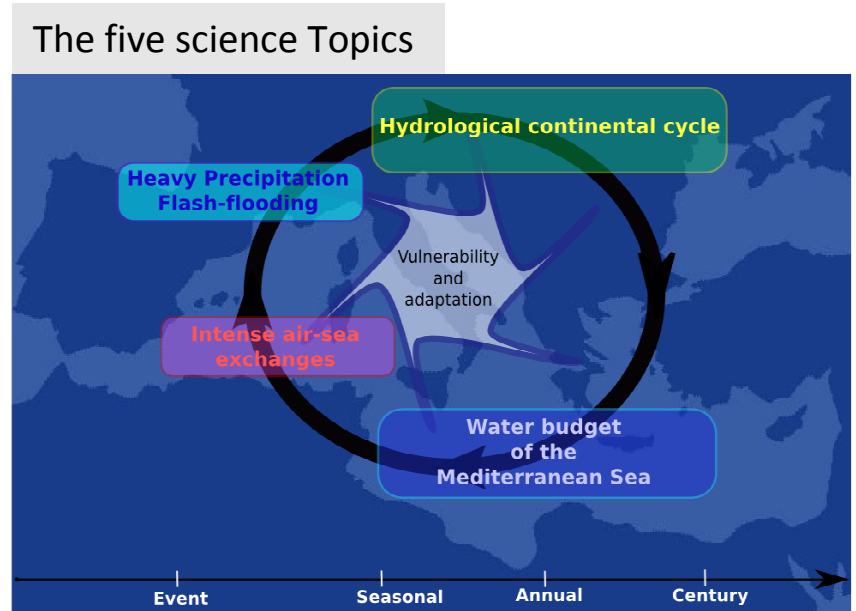 The five science Topics
Hydrological continental cycle
Heavy Precipitation
Flash-flooding
Vulnerability
and
adaptation
Intense air-sea
exchanges
Water budget
of the
Mediterranean Sea
Event
Seasonal
Annual
Century